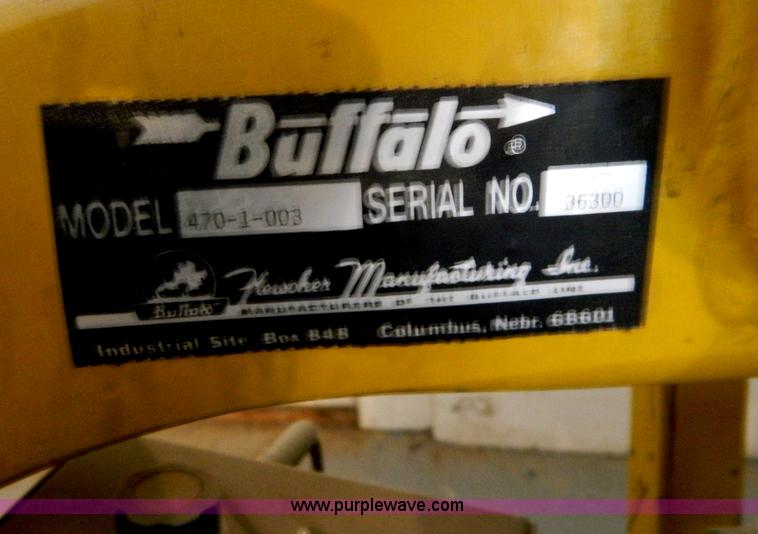 Buffalo ®
MODEL 470-1-003 SERIAL NO. 36300
Buffalo
Fleischer Manufacturing Inc.
MANUFACTURERS OF THE BUFFALO LINE
Industrial Site Box 848 Columbus, Nebr. 68601
www.purplewave.com